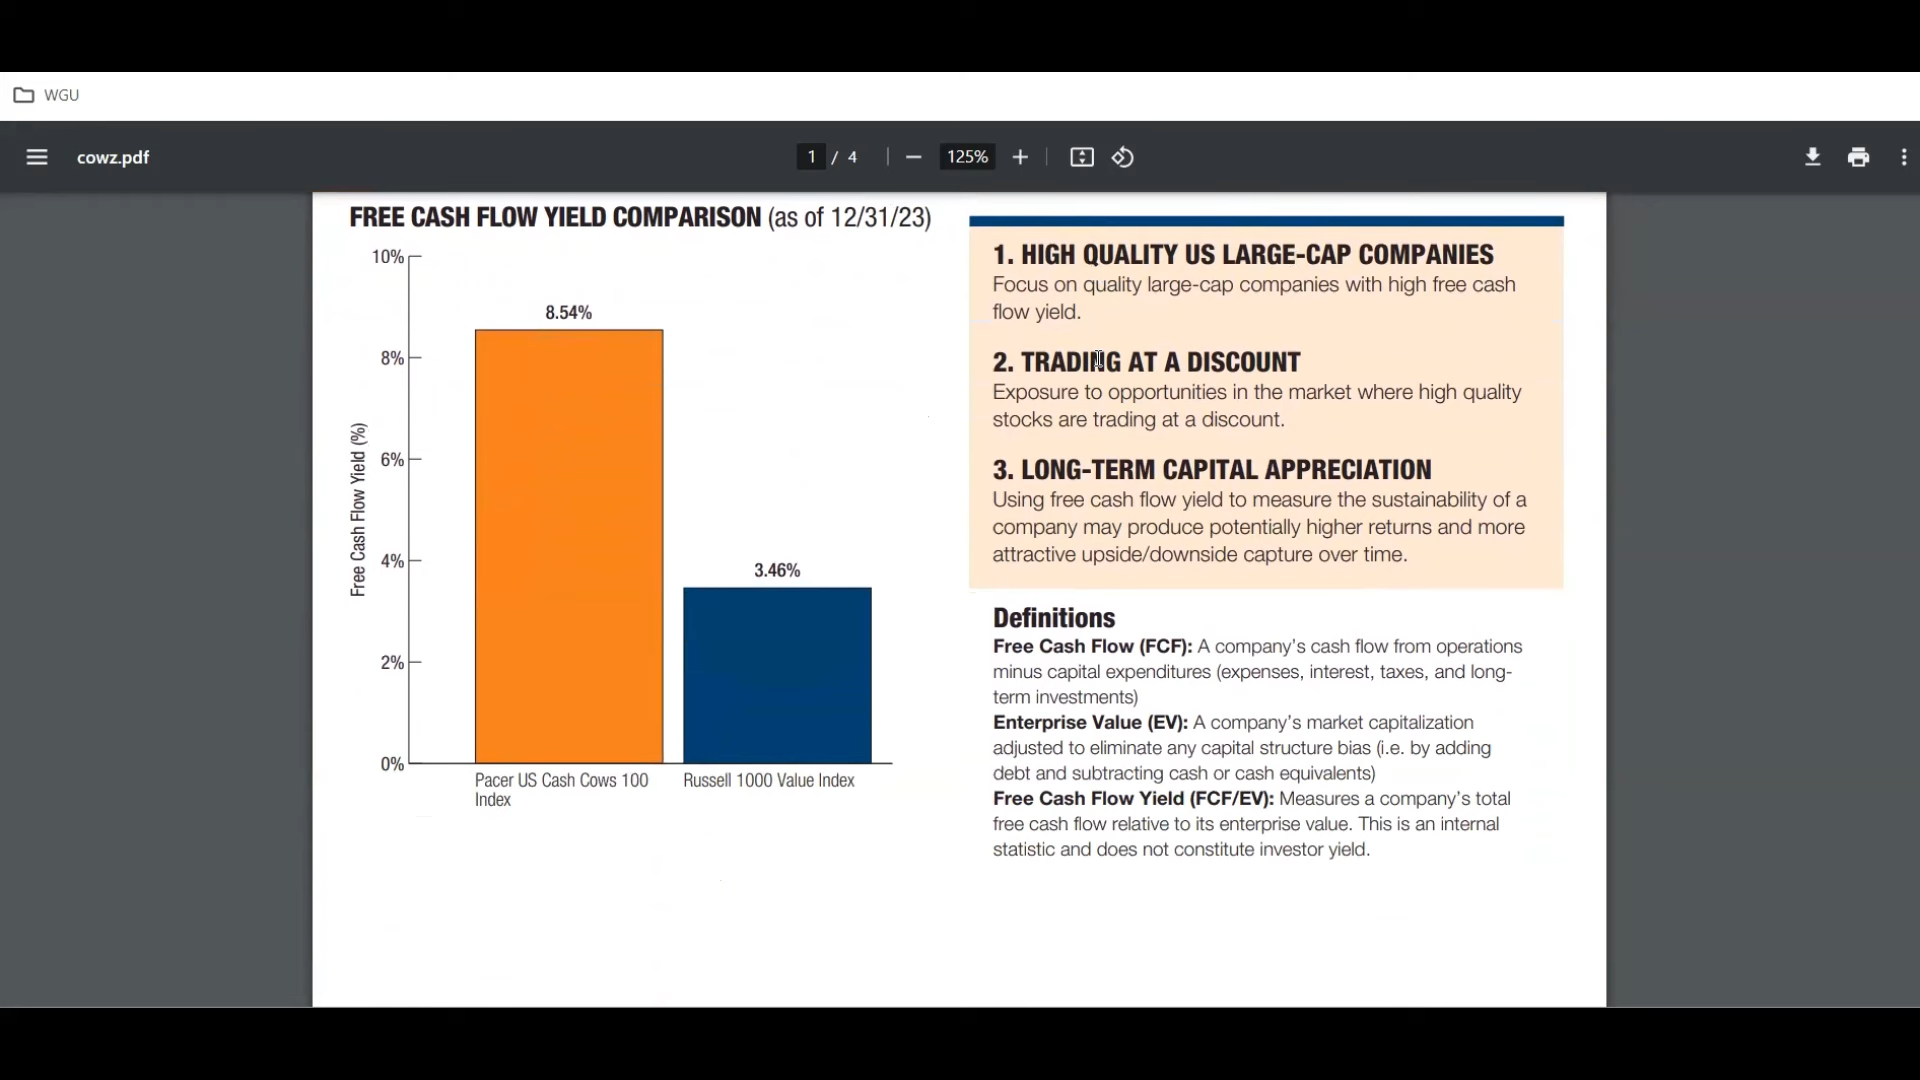 WGU
cowz.pdf
1 / 4
125%
FREE CASH FLOW YIELD COMPARISON (as of 12/31/23)
10%
8%
6%
4%
2%
0%
Free Cash Flow Yield (%)
8.54%
3.46%
Pacer US Cash Cows 100
Index
Russell 1000 Value Index
1. HIGH QUALITY US LARGE-CAP COMPANIES
Focus on quality large-cap companies with high free cash
flow yield.
2. TRADING AT A DISCOUNT
Exposure to opportunities in the market where high quality
stocks are trading at a discount.
3. LONG-TERM CAPITAL APPRECIATION
Using free cash flow yield to measure the sustainability of a
company may produce potentially higher returns and more
attractive upside/downside capture over time.
Definitions
Free Cash Flow (FCF): A company's cash flow from operations
minus capital expenditures (expenses, interest, taxes, and long-
term investments)
Enterprise Value (EV): A company's market capitalization
adjusted to eliminate any capital structure bias (i.e. by adding
debt and subtracting cash or cash equivalents)
Free Cash Flow Yield (FCF/EV): Measures a company's total
free cash flow relative to its enterprise value. This is an internal
statistic and does not constitute investor yield.